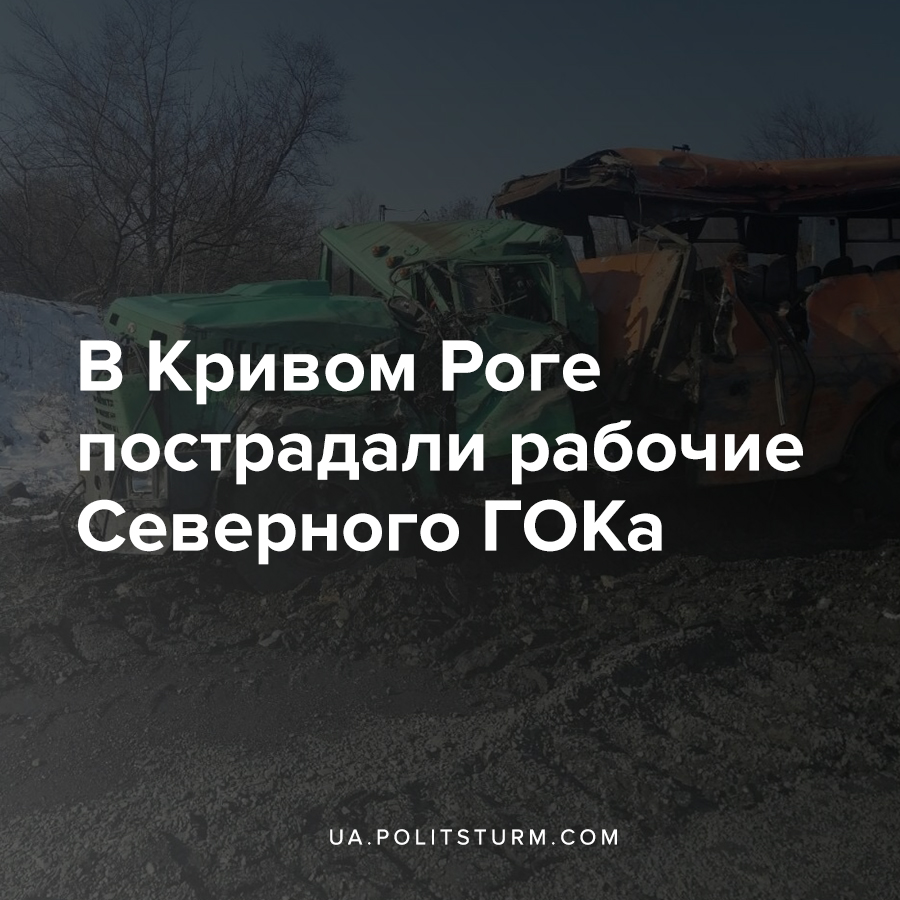 В Кривом Роге
пострадали рабочие
Северного ГОКа
UA.POLITSTURM.COM